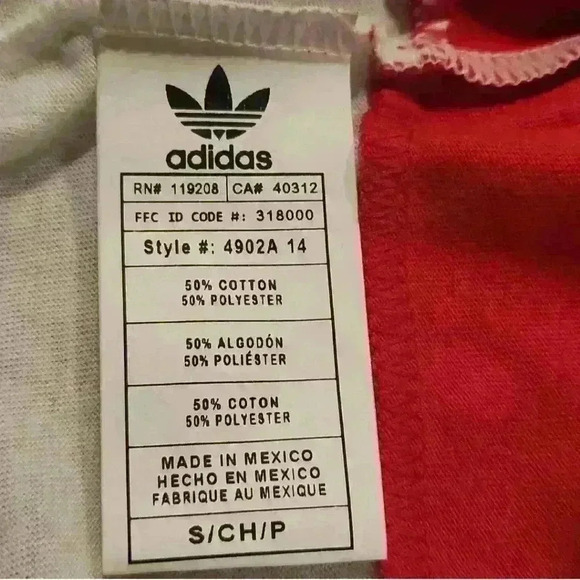 adidas
RN# 119208 CA# 40312
FFC ID CODE #: 318000
Style #: 4902A 14
50% COTTON
50% POLYESTER
50% ALGODÓN
50% POLIÉSTER
50% COTON
50% POLYESTER
MADE IN MEXICO
HECHO EN MEXICO
FABRIQUE AU MEXIQUE
S/CH/P